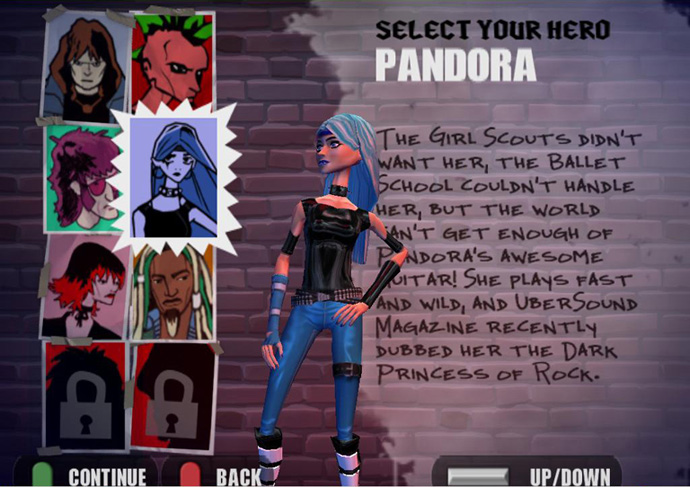 SELECT YOUR HERO
PANDORA
THE GIRL SCOUTS DIDN'T
WANT HER, THE BALLET
SCHOOL COULDN'T HANDLE
HER, BUT THE WORLD
CAN'T GET ENOUGH OF
PANDORA'S AWESOME
GUITAR! SHE PLAYS FAST
AND WILD, AND UBERSOUND
MAGAZINE RECENTLY
DUBBED HER THE DARK
PRINCESS OF ROCK.
CONTINUE BACK UP/DOWN